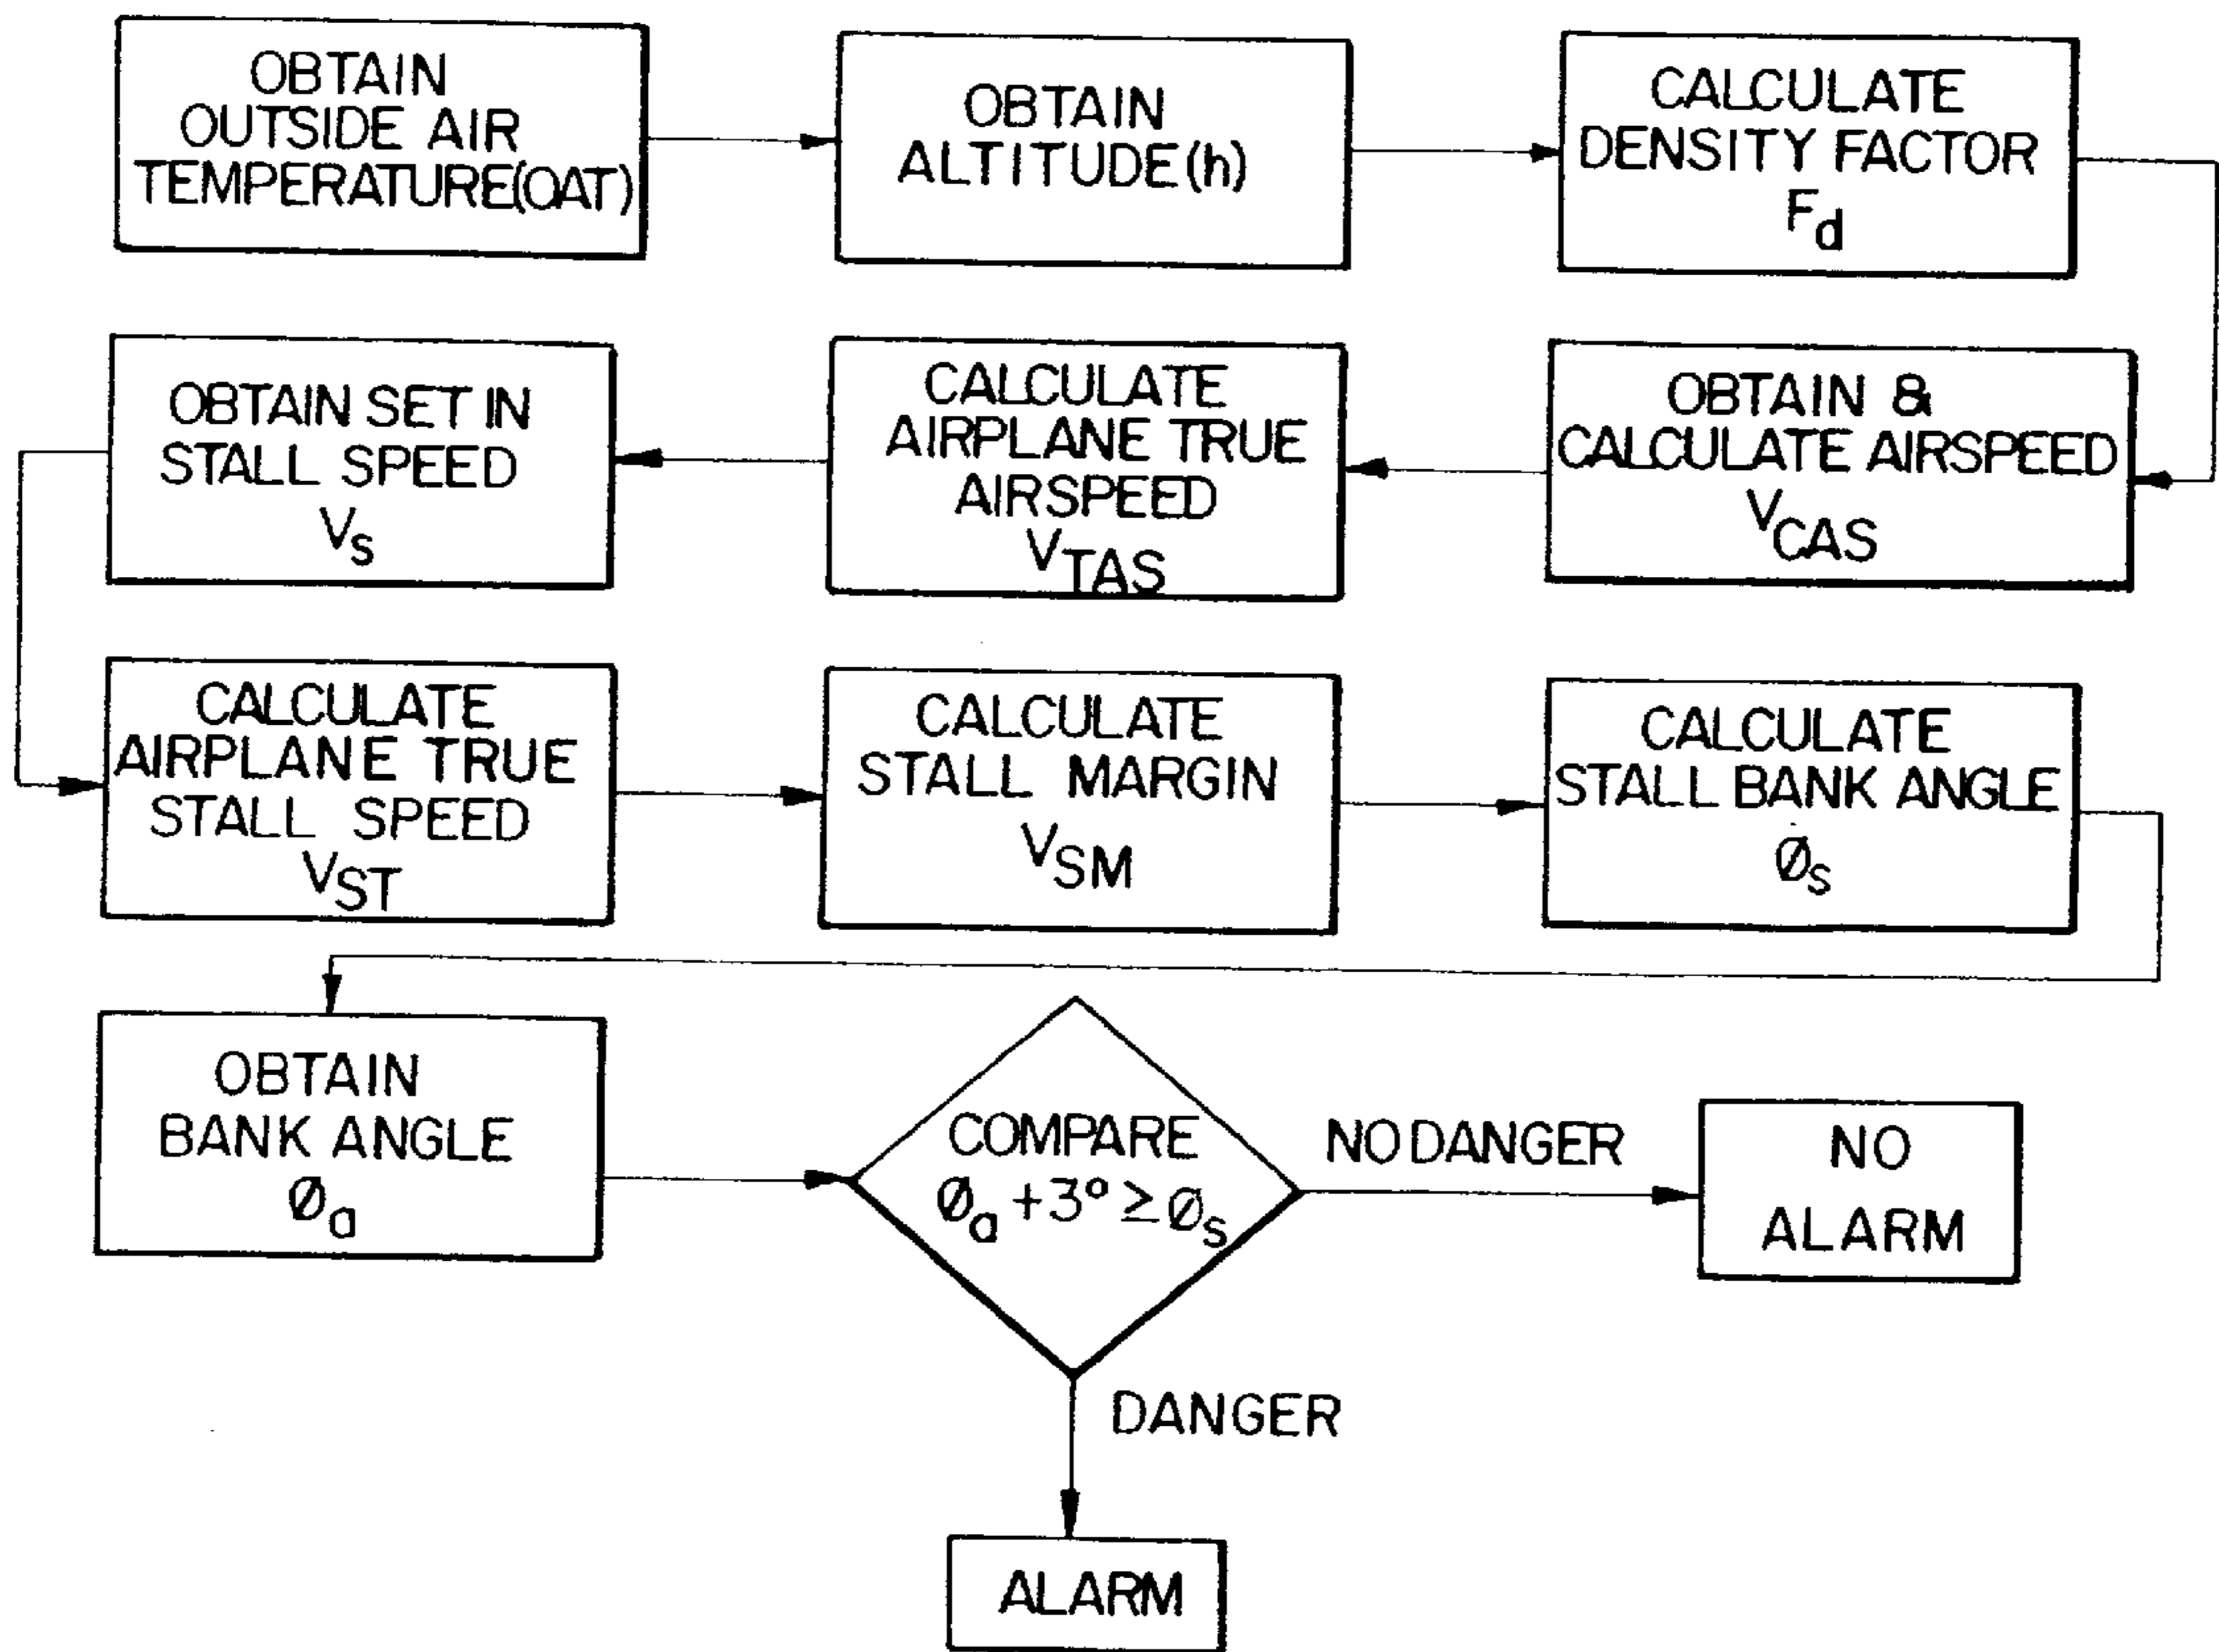 OBTAIN
OUTSIDE AIR
TEMPERATURE(OAT)
OBTAIN
ALTITUDE(h)
CALCULATE
DENSITY FACTOR
Fd
OBTAIN &
CALCULATE AIRSPEED
VCAS
CALCULATE
AIRPLANE TRUE
AIRSPEED
VTAS
OBTAIN SET IN
STALL SPEED
Vs
CALCULATE
AIRPLANE TRUE
STALL SPEED
VST
CALCULATE
STALL MARGIN
VSM
CALCULATE
STALL BANK ANGLE
Øs
OBTAIN
BANK ANGLE
Øa
COMPARE
Øa +3° ≥ Øs
NO DANGER
NO
ALARM
DANGER
ALARM